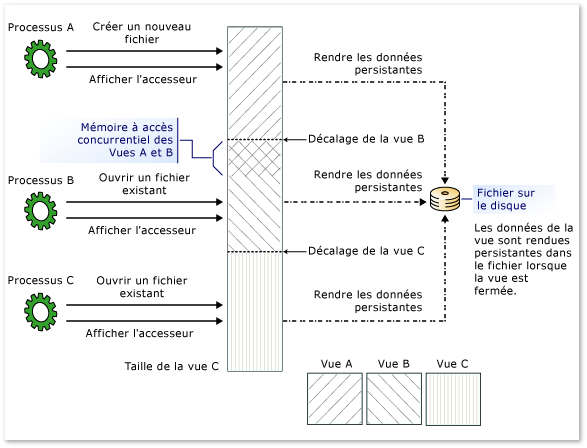 Processus A
Créer un nouveau
fichier
Afficher l'accesseur
Rendre les données
persistantes
Mémoire à accès
concurrentiel des
Vues A et B
Décalage de la vue B
Processus B
Ouvrir un fichier
existant
Afficher l'accesseur
Rendre les données
persistantes
Fichier sur
le disque
Les données de la
vue sont rendues
persistantes dans
le fichier lorsque
la vue est
fermée.
Décalage de la vue C
Processus C
Ouvrir un fichier
existant
Afficher l'accesseur
Rendre les données
persistantes
Taille de la vue C
Vue A
Vue B
Vue C